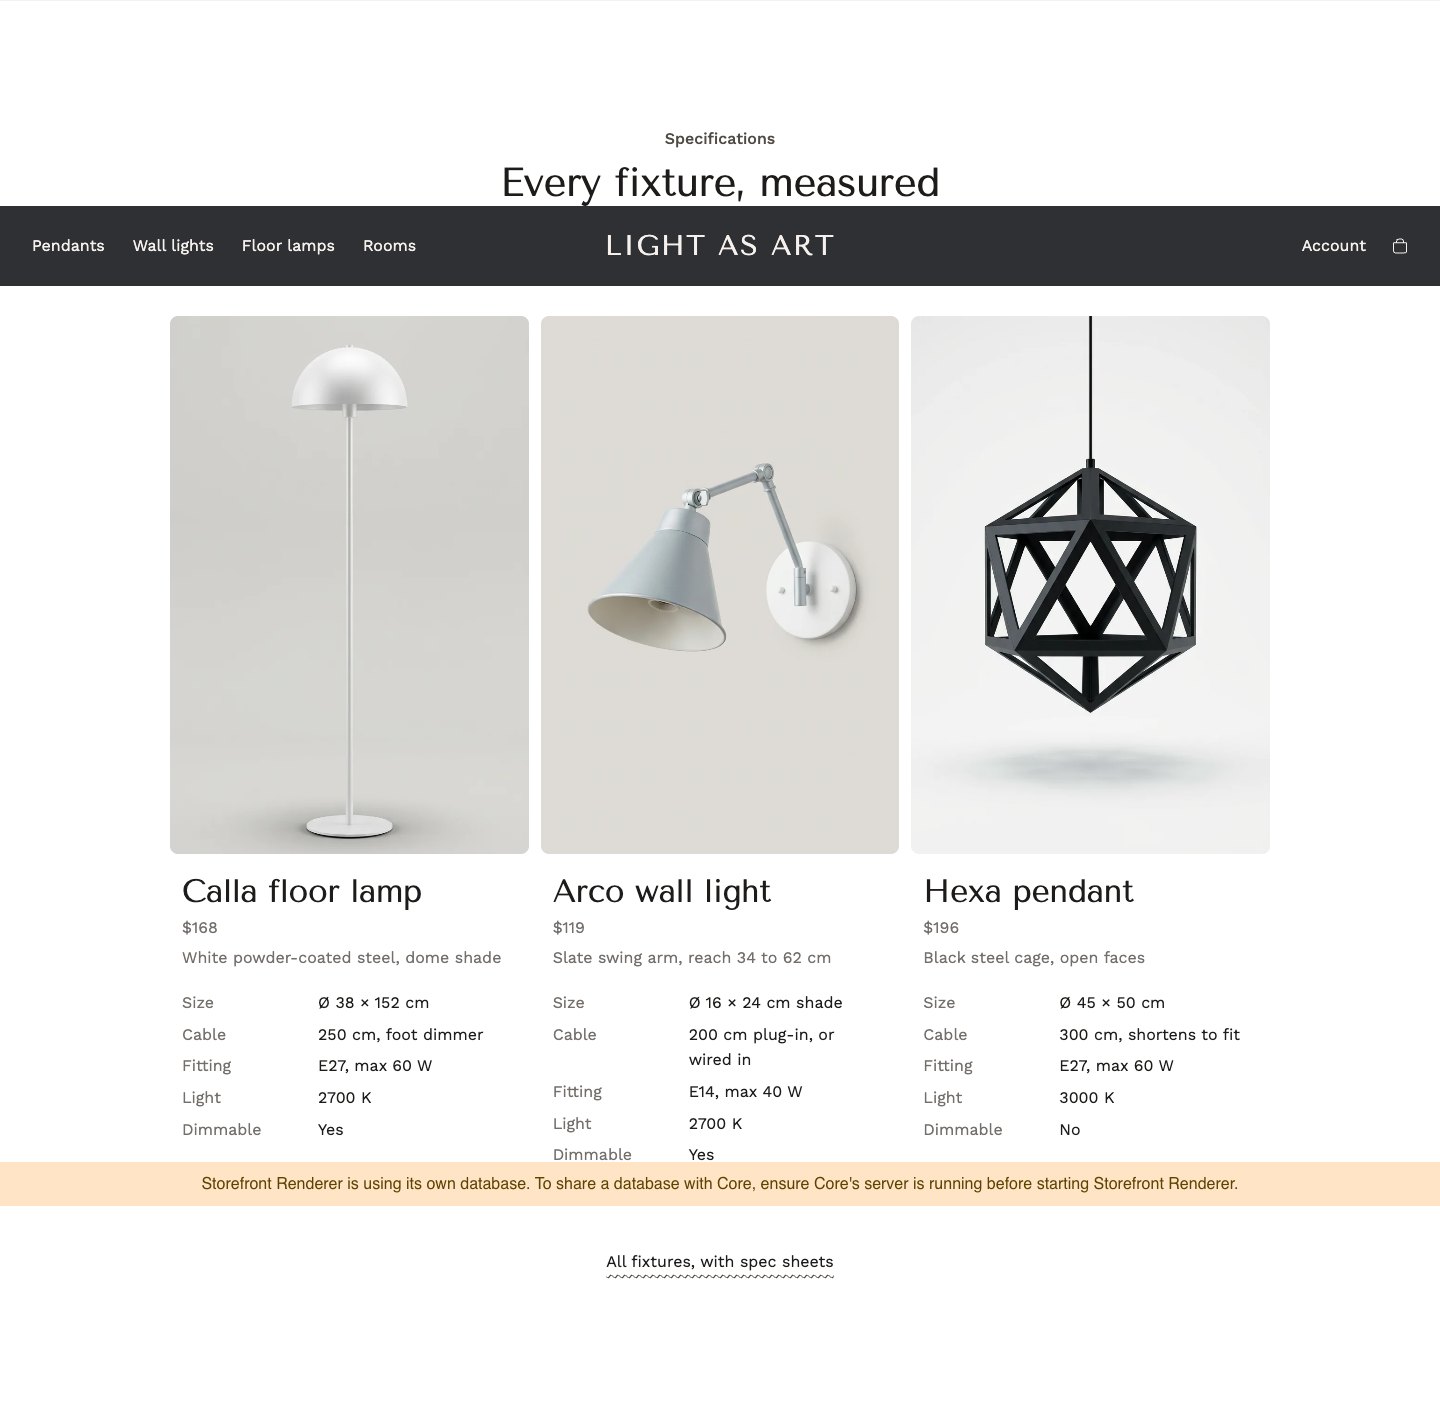 Specifications
Every fixture, measured
Pendants Wall lights Floor lamps Rooms LIGHT AS ART Account
Calla floor lamp
$168
White powder-coated steel, dome shade
Size Ø 38 × 152 cm
Cable 250 cm, foot dimmer
Fitting E27, max 60 W
Light 2700 K
Dimmable Yes
Arco wall light
$119
Slate swing arm, reach 34 to 62 cm
Size Ø 16 × 24 cm shade
Cable 200 cm plug-in, or
wired in
Fitting E14, max 40 W
Light 2700 K
Dimmable Yes
Hexa pendant
$196
Black steel cage, open faces
Size Ø 45 × 50 cm
Cable 300 cm, shortens to fit
Fitting E27, max 60 W
Light 3000 K
Dimmable No
Storefront Renderer is using its own database. To share a database with Core, ensure Core's server is running before starting Storefront Renderer.
All fixtures, with spec sheets